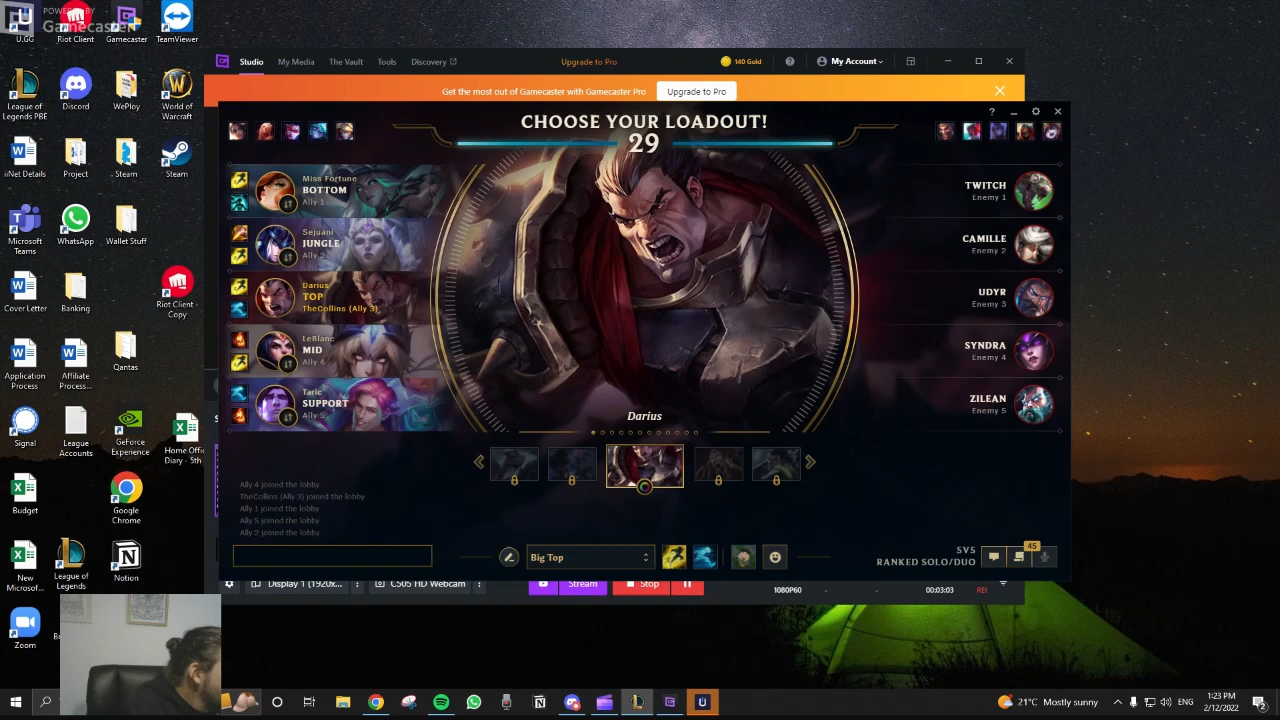 POWERED BY
Gamecaster
U.GG
Riot Client
Gamecaster
TeamViewer
League of
Legends PBE
Discord
WePloy
World of
Warcraft
iiNet Details
Project
Steam
Steam
Microsoft
Teams
WhatsApp
Wallet Stuff
Cover Letter
Banking
Riot Client -
Copy
Application
Process
Affiliate
Process...
Qantas
Signal
League
Accounts
GeForce
Experience
Home Offi
Diary - 5th
Budget
Google
Chrome
New
Microsof...
League of
Legends
Notion
Zoom
Studio
My Media
The Vault
Tools
Discovery
Upgrade to Pro
140 Gold
My Account
Get the most out of Gamecaster with Gamecaster Pro
Upgrade to Pro
CHOOSE YOUR LOADOUT!
29
Miss Fortune
BOTTOM
Ally 1
Sejuani
JUNGLE
Ally 2
Darius
TOP
TheCollins (Ally 3)
LeBlanc
MID
Ally 4
Taric
SUPPORT
Ally 5
TWITCH
Enemy 1
CAMILLE
Enemy 2
UDYR
Enemy 3
SYNDRA
Enemy 4
ZILEAN
Enemy 5
Darius
Ally 4 joined the lobby
TheCollins (Ally 3) joined the lobby
Ally 1 joined the lobby
Ally 5 joined the lobby
Ally 2 joined the lobby
Big Top
5V5
RANKED SOLO/DUO
45
Display 1 (1920x...
C505 HD Webcam
Stream
Stop
1080P60
-
-
00:03:03
REC
21°C Mostly sunny
ENG
1:23 PM
2/12/2022
2